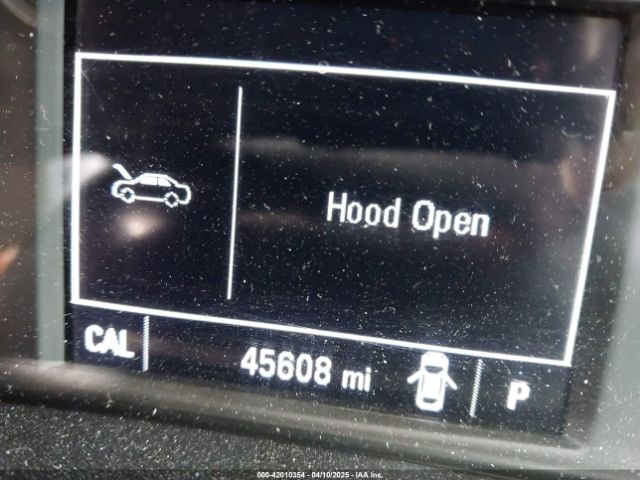 Hood Open
CAL 45608 mi P
000-42010354 - 04/10/2025 - IAA Inc.